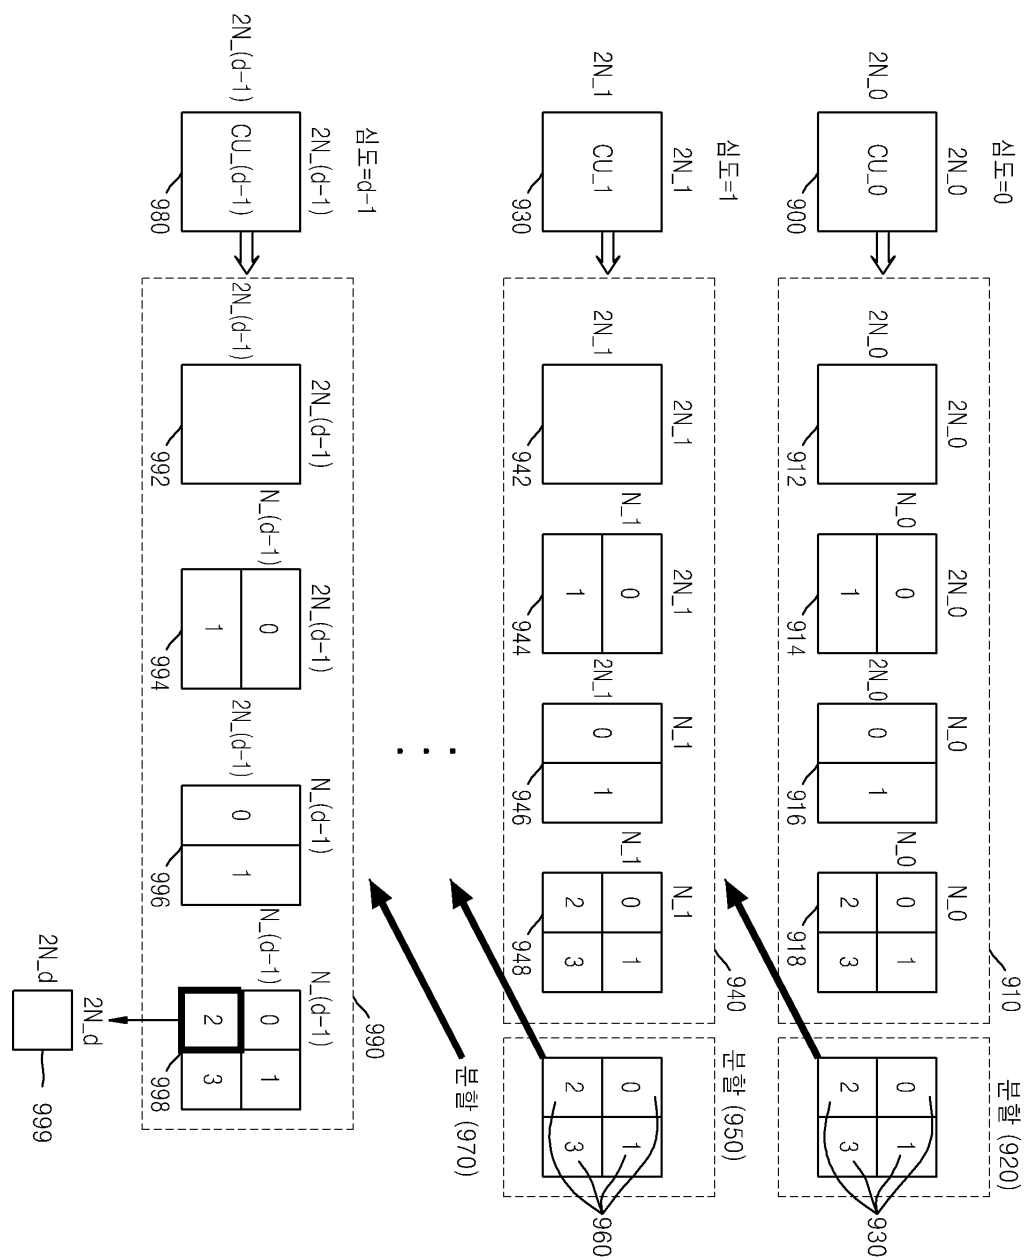 심도=0
2N_0
2N_0
CU_0
900
910
2N_0
2N_0
912
2N_0
N_0
0
1
914
N_0
2N_0
0
1
916
N_0
N_0
0
1
2
3
918
분할 (920)
0
1
2
3
930
심도=1
2N_1
2N_1
CU_1
930
940
2N_1
2N_1
942
2N_1
N_1
0
1
944
N_1
2N_1
0
1
946
N_1
N_1
0
1
2
3
948
분할 (950)
0
1
2
3
960
분할 (970)
심도=d-1
2N_(d-1)
2N_(d-1)
CU_(d-1)
980
990
2N_(d-1)
2N_(d-1)
992
2N_(d-1)
N_(d-1)
0
1
994
N_(d-1)
2N_(d-1)
0
1
996
N_(d-1)
N_(d-1)
0
1
2
3
998
2N_d
2N_d
999